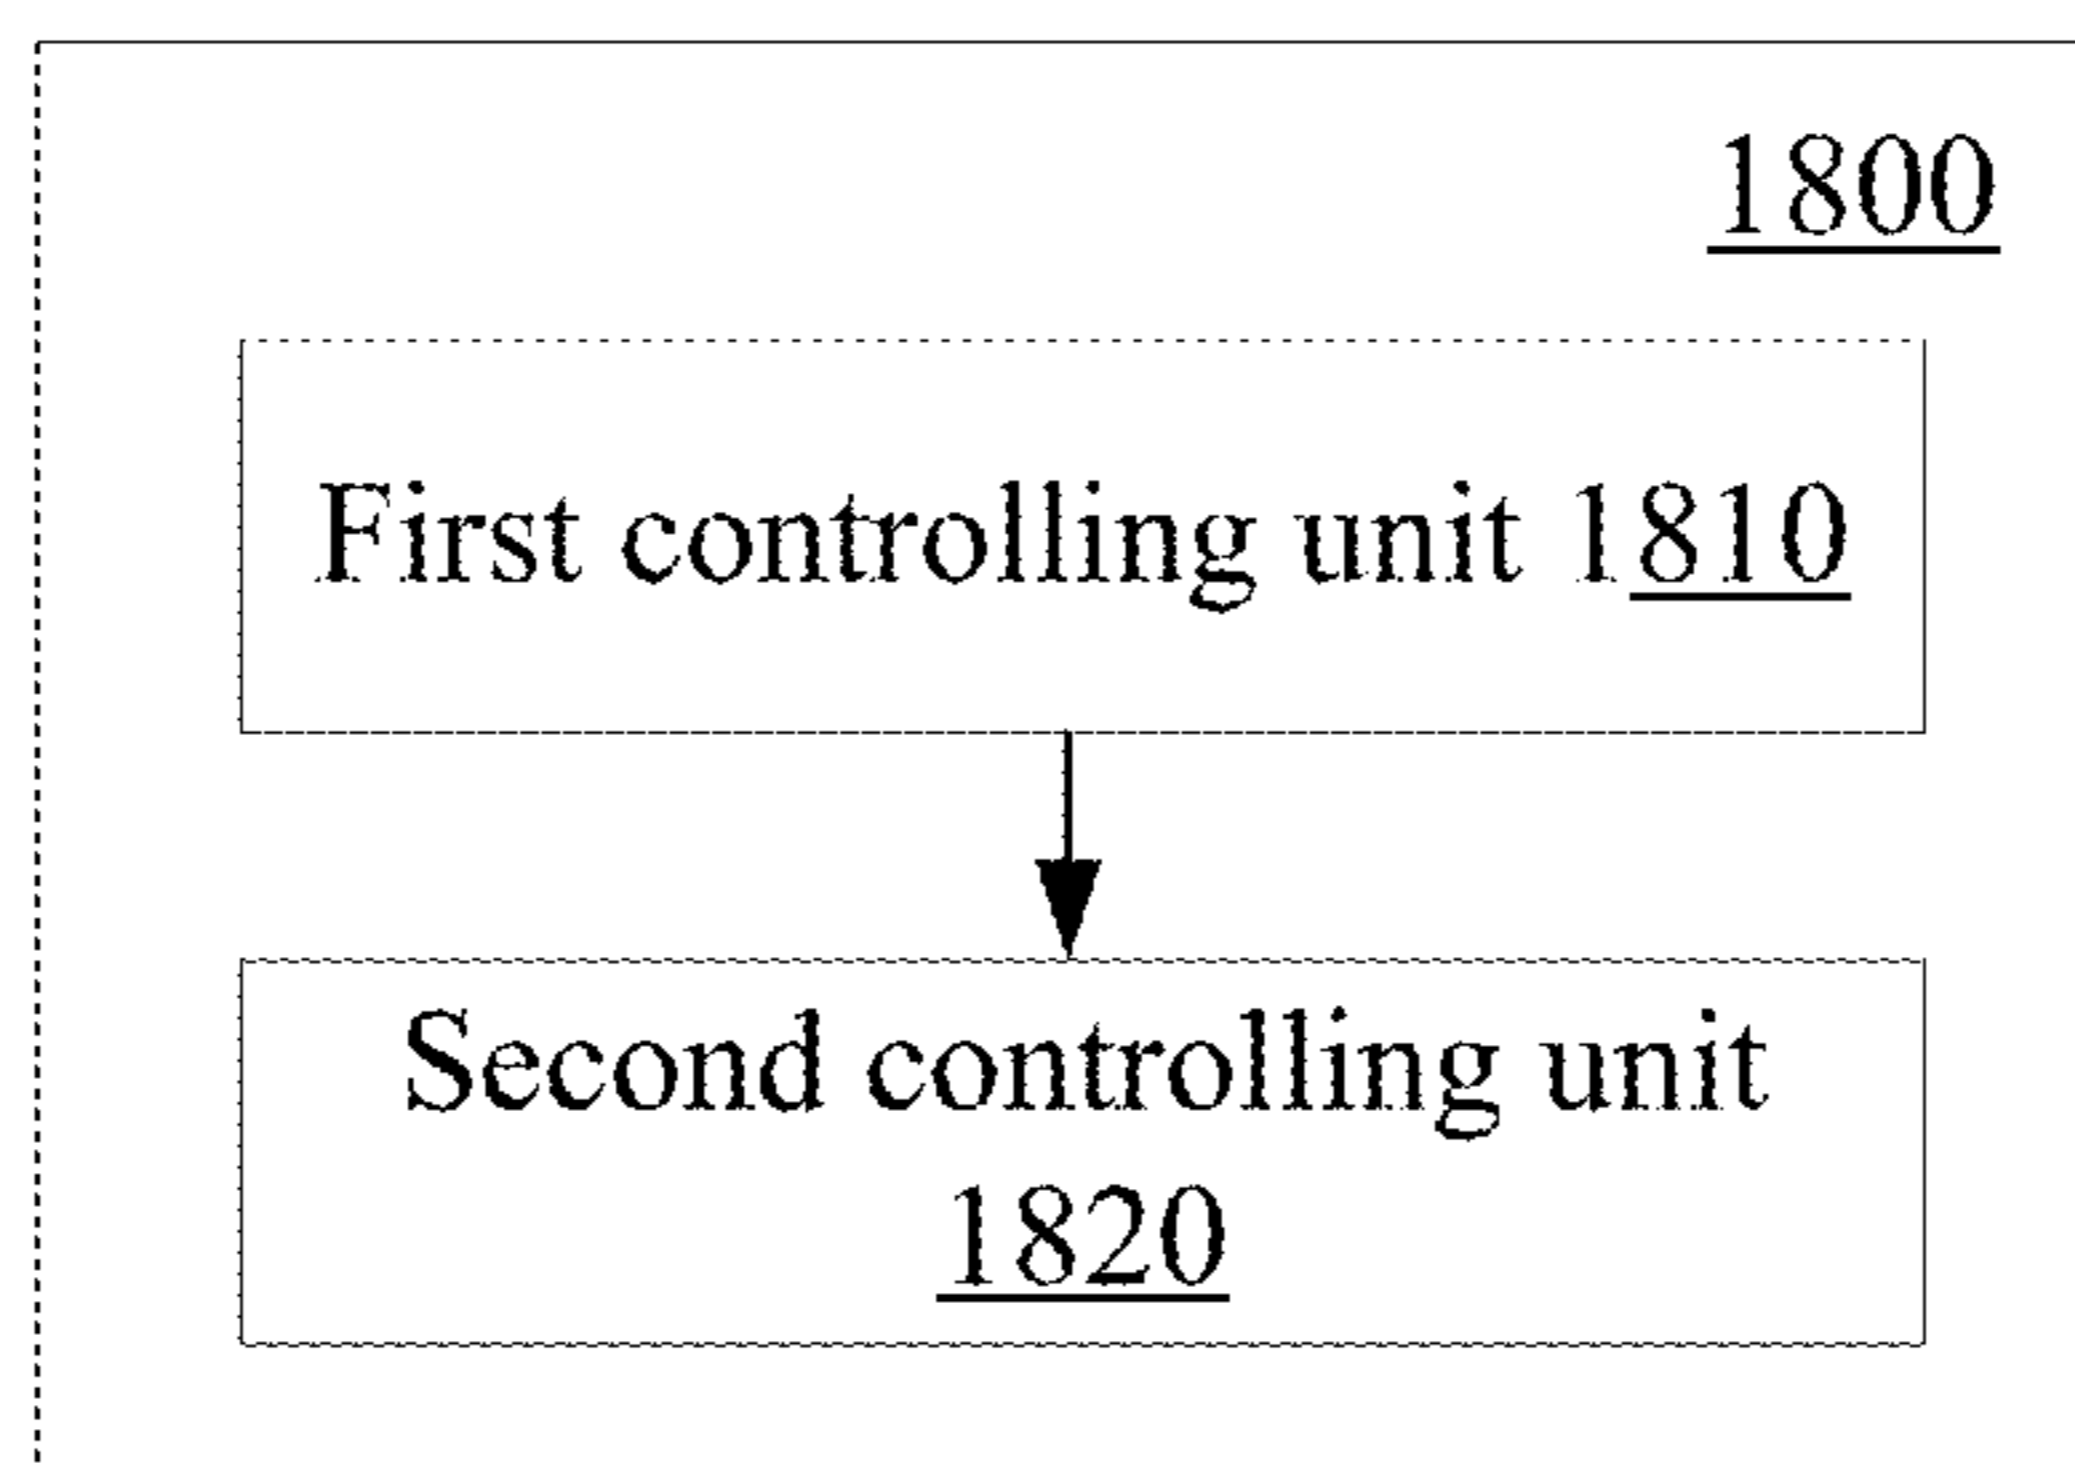 1800
First controlling unit 1810
Second controlling unit
1820